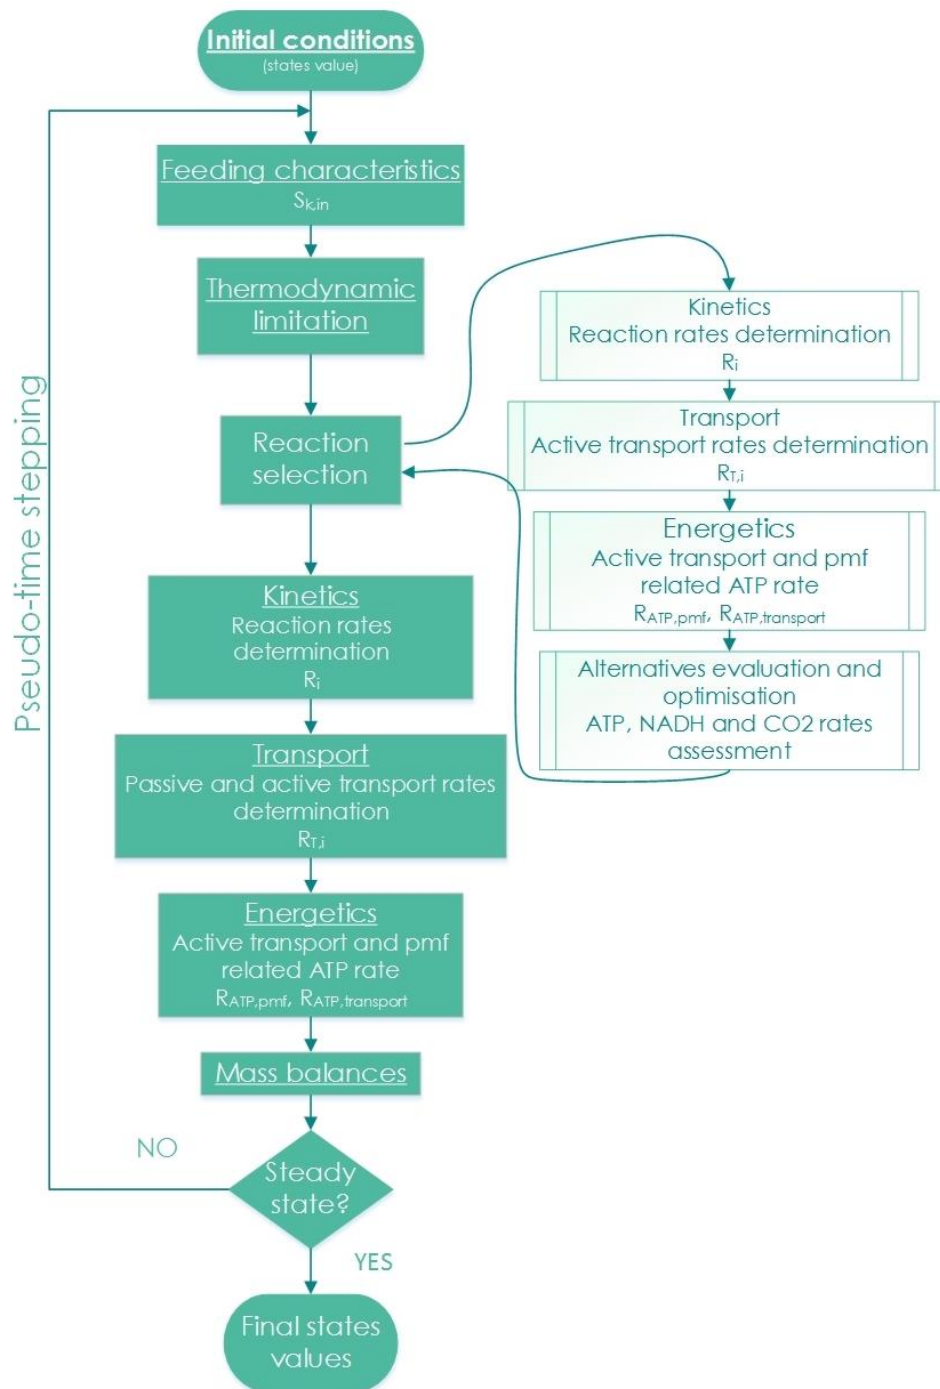 Initial conditions
(states value)
Feeding characteristics
Sk,in
Thermodynamic
limitation
Reaction
selection
Kinetics
Reaction rates
determination
Ri
Transport
Passive and active transport rates
determination
RT,i
Energetics
Active transport and pmf
related ATP rate
RATP,pmf, RATP,transport
Mass balances
Steady
state?
NO
YES
Final states
values
Pseudo-time stepping
Kinetics
Reaction rates determination
Ri
Transport
Active transport rates determination
RT,i
Energetics
Active transport and pmf
related ATP rate
RATP,pmf, RATP,transport
Alternatives evaluation and
optimisation
ATP, NADH and CO2 rates
assessment